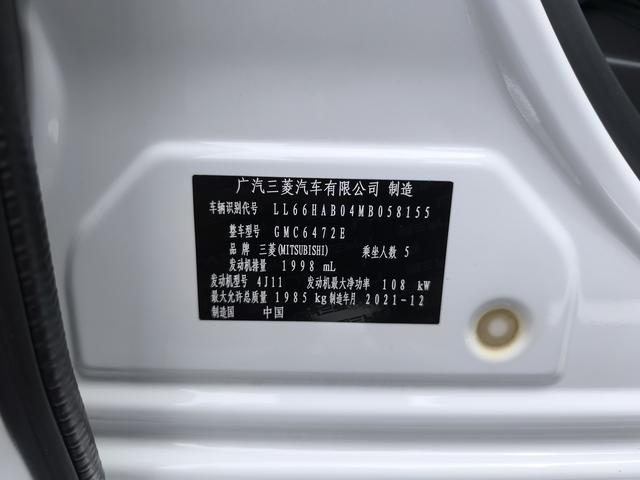 广汽三菱汽车有限公司 制造
车辆识别代号 LL66HAB04MB058155
整车型号 GMC6472E
品 牌 三菱(MITSUBISHI) 乘坐人数 5
发动机排量 1998 mL
发动机型号 4J11 发动机最大净功率 108 kW
最大允许总质量 1985 kg 制造年月 2021-12
制造国 中国